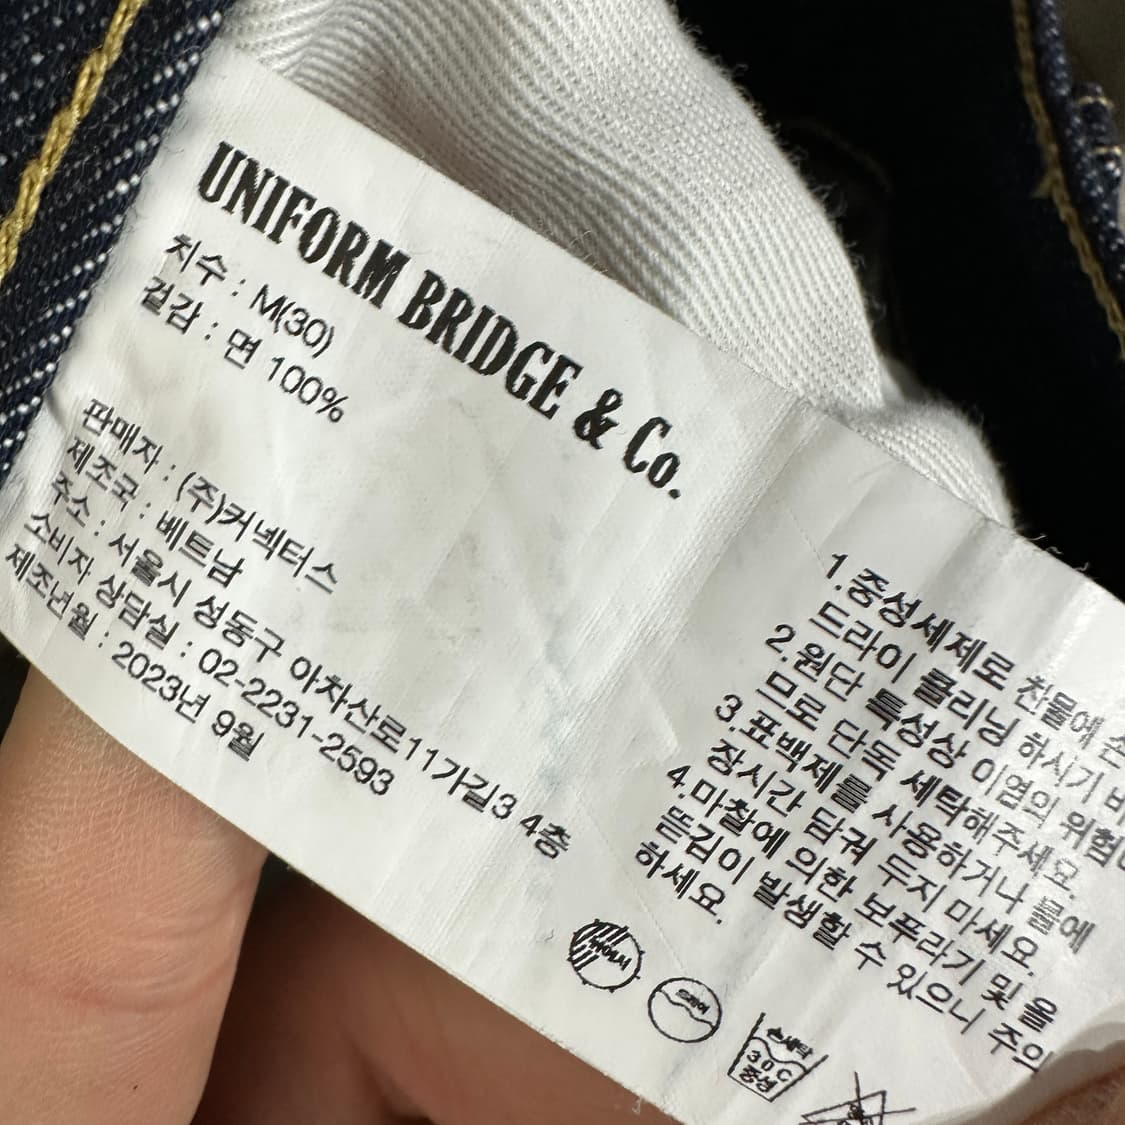 UNIFORM BRIDGE & Co.
치수 : M(30)
겉감 : 면 100%
판매자 : (주)커넥터스
제조국 : 베트남
주소 : 서울시 성동구 아차산로11가길3 4층
소비자 상담실 : 02-2231-2593
제조년월 : 2023년 9월
1.중성세제로 찬물에
드라이 클리닝 하시기
2.원단 특성상 이염의 위험
므로 단독 세탁해주세요.
3.표백제를 사용하거나 물에
장시간 담궈 두지 마세요.
4.마찰에 의한 보푸라기 및 올
뜯김이 발생할 수 있으니 주의
하세요.
드라이
손세탁
30℃
중성